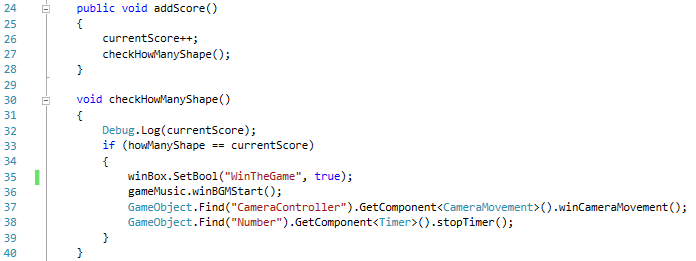 24 public void addScore()
25 {
26 currentScore++;
27 checkHowManyShape();
28 }
29
30 void checkHowManyShape()
31 {
32 Debug.Log(currentScore);
33 if (howManyShape == currentScore)
34 {
35 winBox.SetBool("WinTheGame", true);
36 gameMusic.winBGMStart();
37 GameObject.Find("CameraController").GetComponent<CameraMovement>().winCameraMovement();
38 GameObject.Find("Number").GetComponent<Timer>().stopTimer();
39 }
40 }